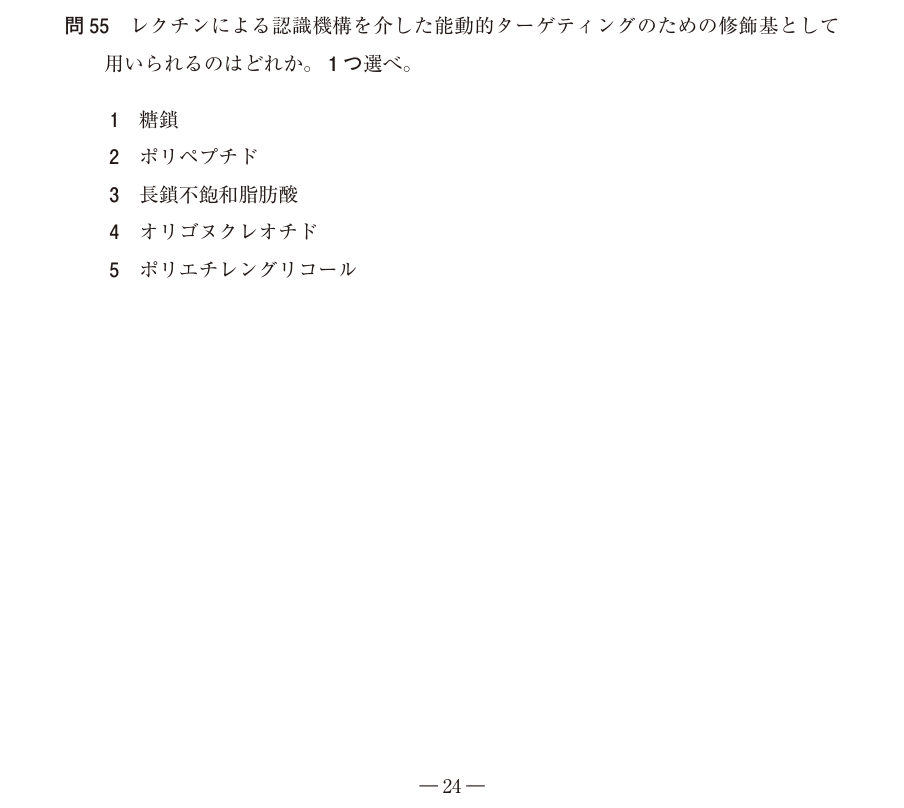 問 55 レクチンによる認識機構を介した能動的ターゲティングのための修飾基として
用いられるのはどれか。1つ選べ。
1 糖鎖
2 ポリペプチド
3 長鎖不飽和脂肪酸
4 オリゴヌクレオチド
5 ポリエチレングリコール
— 24 —